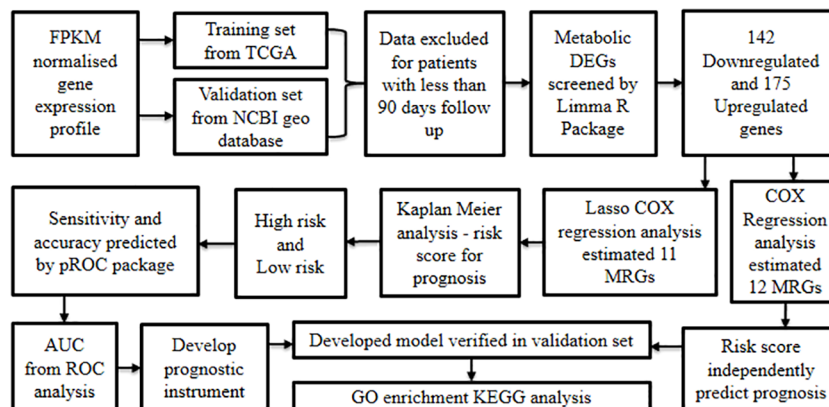 FPKM
normalised
gene
expression
profile
Training set
from TCGA
Validation set
from NCBI geo
database
Data excluded
for patients
with less than
90 days follow
up
Metabolic
DEGs
screened by
Limma R
Package
142
Downregulated
and 175
Upregulated
genes
Sensitivity and
accuracy predicted
by pROC package
High risk
and
Low risk
Kaplan Meier
analysis - risk
score for
prognosis
Lasso COX
regression analysis
estimated 11
MRGs
COX
Regression
analysis
estimated
12 MRGs
AUC
from ROC
analysis
Develop
prognostic
instrument
Developed model verified in validation set
GO enrichment KEGG analysis
Risk score
independently
predict prognosis